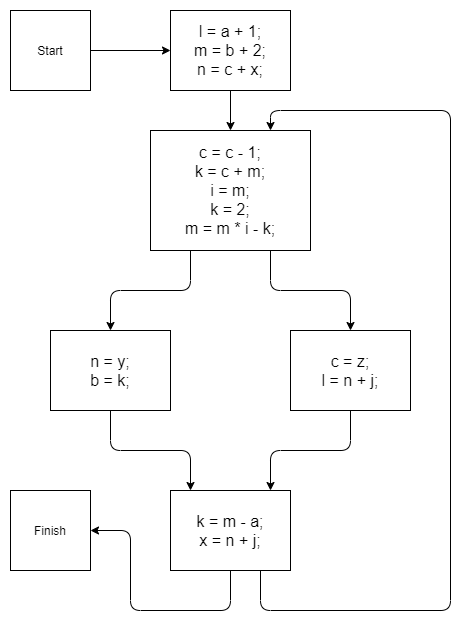 Start
l = a + 1;
m = b + 2;
n = c + x;
c = c - 1;
k = c + m;
i = m;
k = 2;
m = m * i - k;
n = y;
b = k;
c = z;
l = n + j;
Finish
k = m - a;
x = n + j;